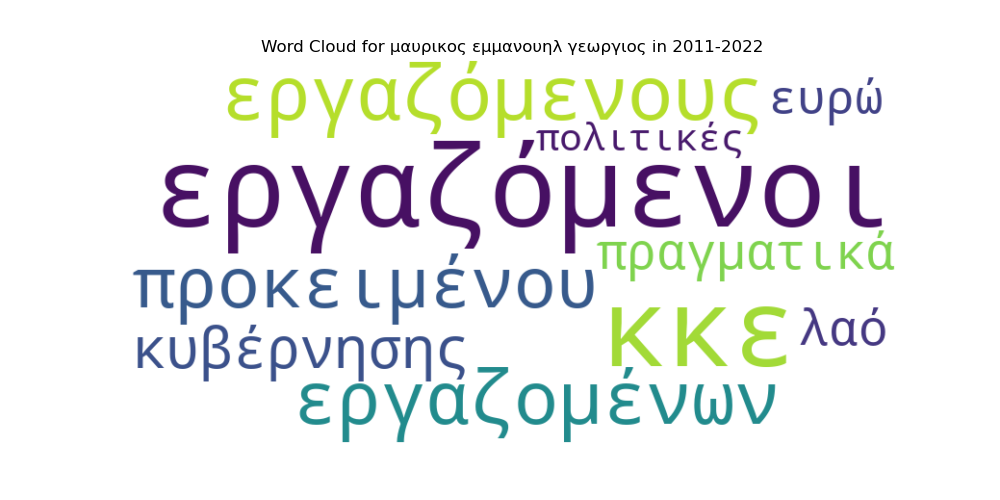 Word Cloud for μαυρικος εμμανουηλ γεωργιος in 2011-2022
εργαζόμενους ευρώ
πολιτικές
εργαζόμενοι
πραγματικά
προκειμένου
κκε λαό
κυβέρνησης
εργαζομένων